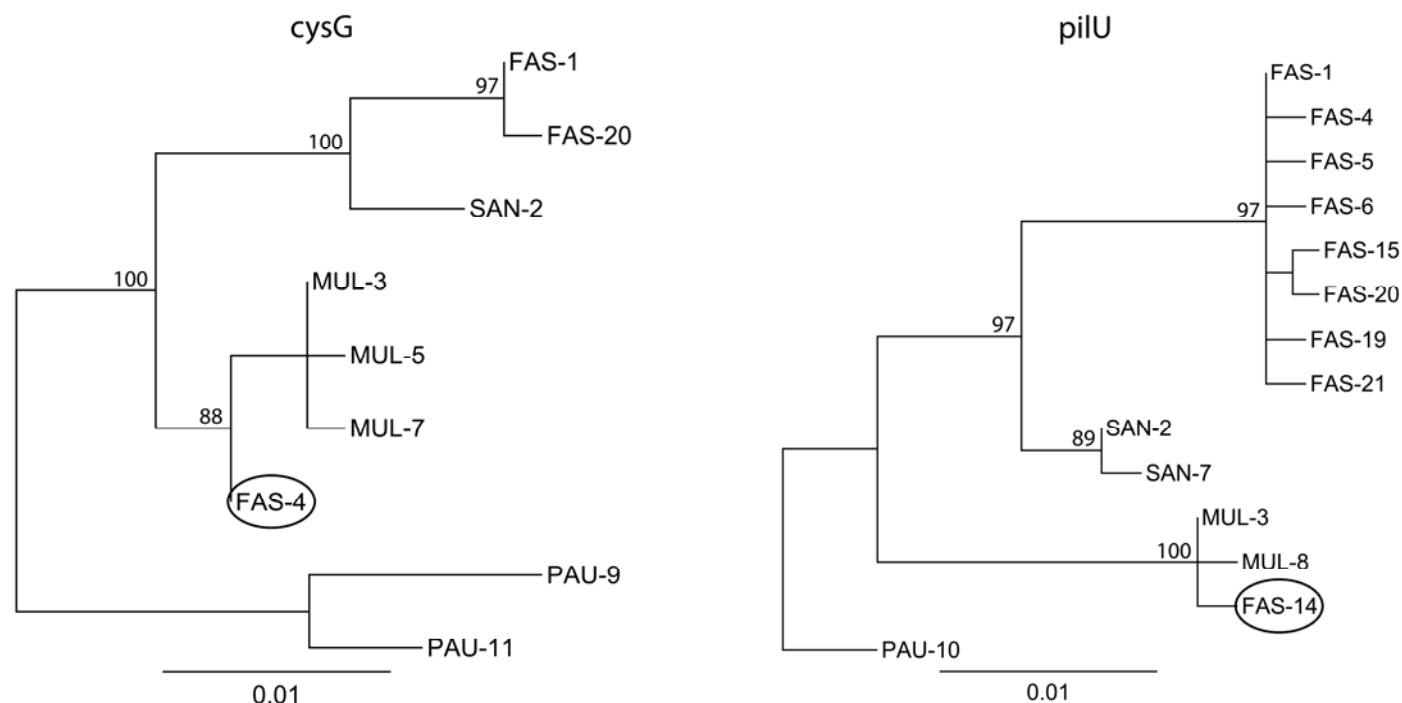 cysG
FAS-1
97
FAS-20
100
SAN-2
100
MUL-3
MUL-5
88
MUL-7
FAS-4
PAU-9
PAU-11
0.01
pilU
FAS-1
FAS-4
FAS-5
FAS-6
97
FAS-15
FAS-20
FAS-19
FAS-21
97
SAN-2
89
SAN-7
MUL-3
100
MUL-8
FAS-14
PAU-10
0.01